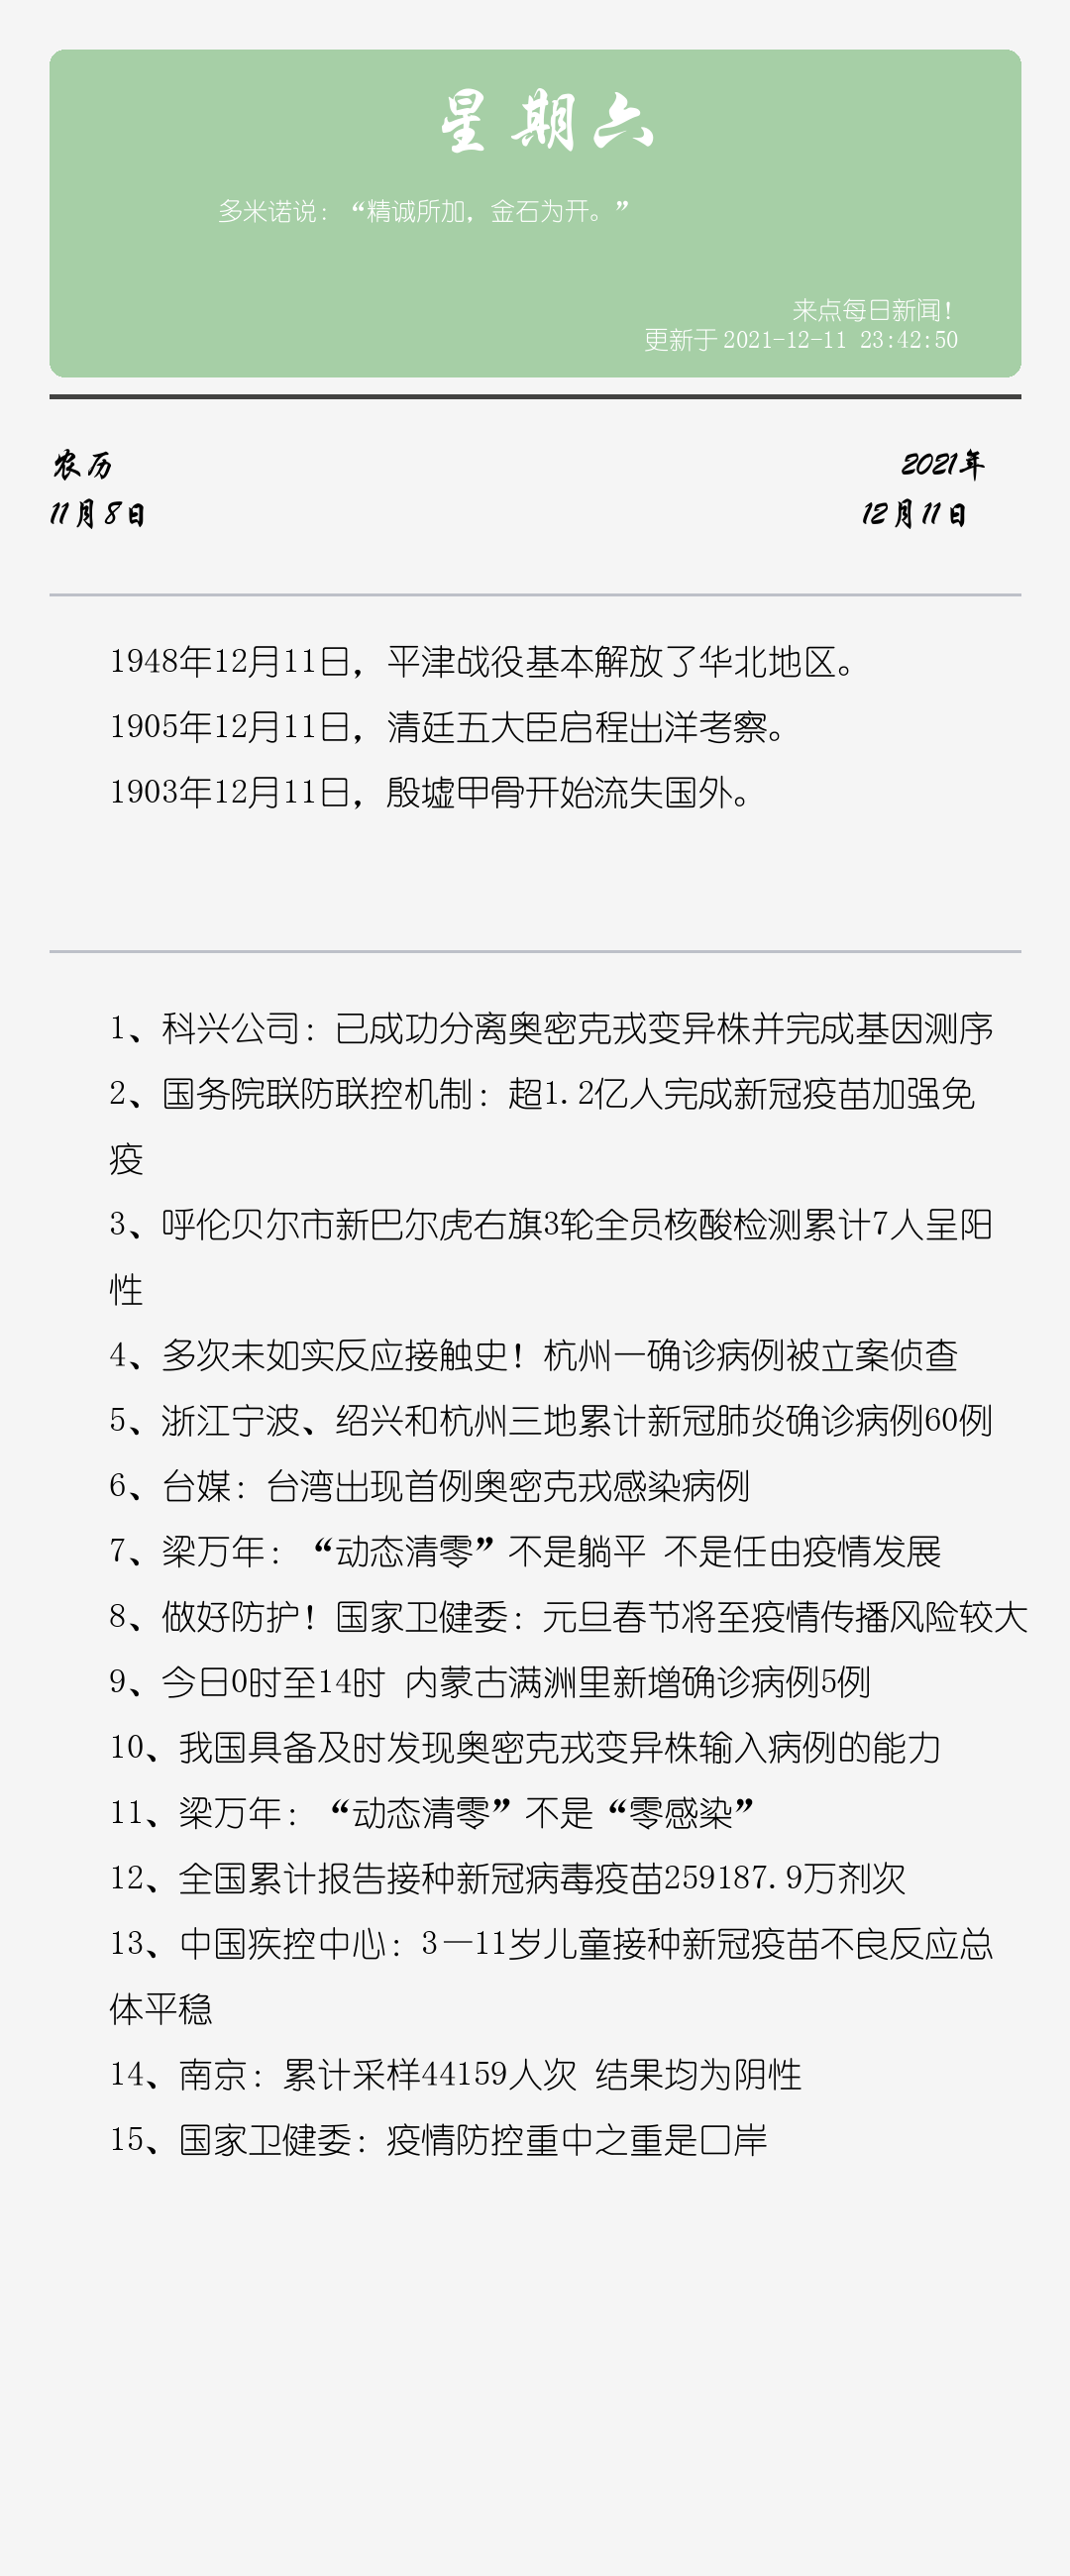 星期六
多米诺说：“精诚所加，金石为开。”
来点每日新闻！
更新于 2021-12-11 23:42:50
农历
2021年
11月8日
12月11日
1948年12月11日，平津战役基本解放了华北地区。
1905年12月11日，清廷五大臣启程出洋考察。
1903年12月11日，殷墟甲骨开始流失国外。
1、科兴公司：已成功分离奥密克戎变异株并完成基因测序
2、国务院联防联控机制：超1.2亿人完成新冠疫苗加强免
疫
3、呼伦贝尔市新巴尔虎右旗3轮全员核酸检测累计7人呈阳
性
4、多次未如实反应接触史！杭州一确诊病例被立案侦查
5、浙江宁波、绍兴和杭州三地累计新冠肺炎确诊病例60例
6、台媒：台湾出现首例奥密克戎感染病例
7、梁万年：“动态清零”不是躺平 不是任由疫情发展
8、做好防护！国家卫健委：元旦春节将至疫情传播风险较大
9、今日0时至14时 内蒙古满洲里新增确诊病例5例
10、我国具备及时发现奥密克戎变异株输入病例的能力
11、梁万年：“动态清零”不是“零感染”
12、全国累计报告接种新冠病毒疫苗259187.9万剂次
13、中国疾控中心：3—11岁儿童接种新冠疫苗不良反应总
体平稳
14、南京：累计采样44159人次 结果均为阴性
15、国家卫健委：疫情防控重中之重是口岸